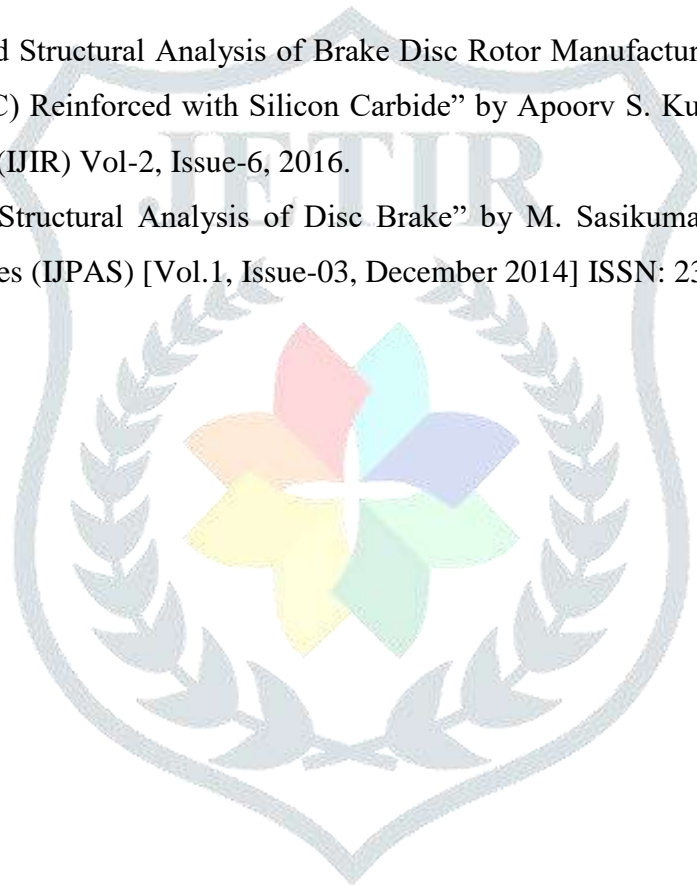 d Structural Analysis of Brake Disc Rotor Manufactur
C) Reinforced with Silicon Carbide” by Apoorv S. Ku
(IJIR) Vol-2, Issue-6, 2016.
Structural Analysis of Disc Brake” by M. Sasikuma
es (IJPAS) [Vol.1, Issue-03, December 2014] ISSN: 23
JETIR